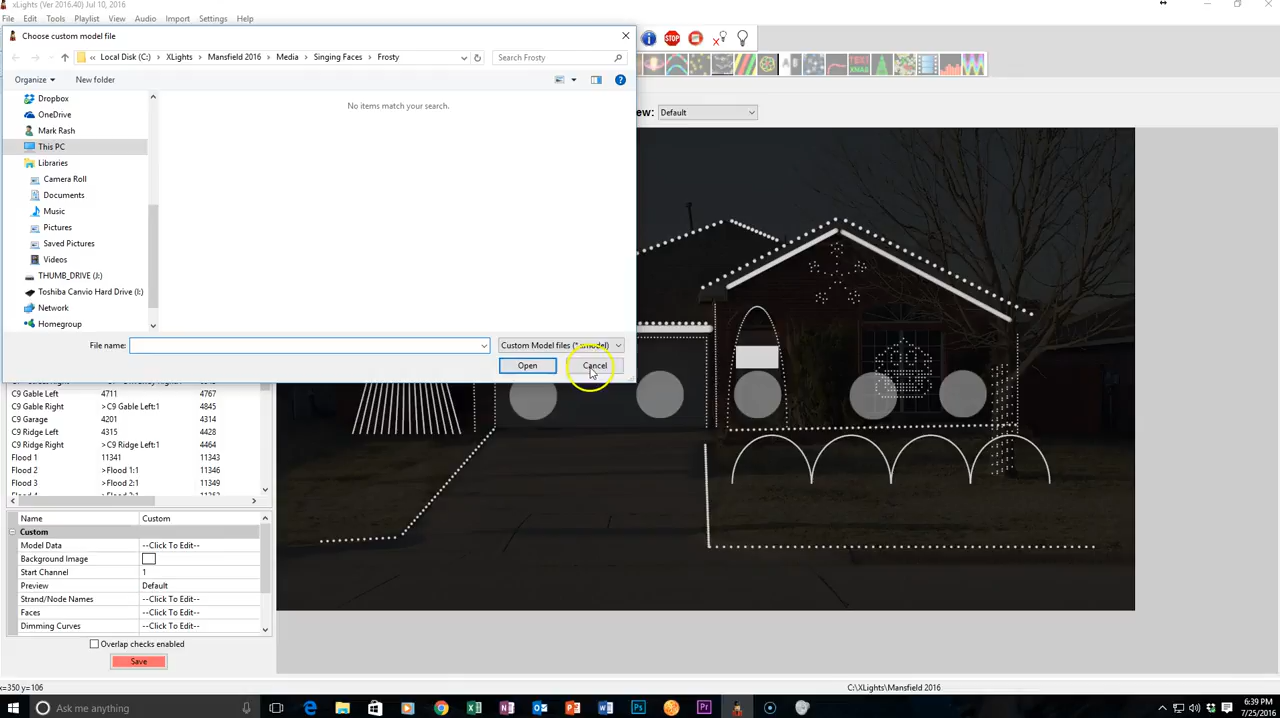 xLights (Ver 2016.40) Jul 10, 2016
File Edit Tools Playlist View Audio Import Settings Help
Choose custom model file
Local Disk (C:) > XLights > Mansfield 2016 > Media > Singing Faces > Frosty
Search Frosty
Organize
New folder
Dropbox
OneDrive
Mark Rash
This PC
Libraries
Camera Roll
Documents
Music
Pictures
Saved Pictures
Videos
THUMB_DRIVE (J:)
Toshiba Canvio Hard Drive (I:)
Network
Homegroup
No items match your search.
File name:
Custom Model files (*.xmodel)
Open
Cancel
ew: Default
C9 Gable Left 4711 4767
C9 Gable Right >C9 Gable Left:1 4845
C9 Garage 4201 4314
C9 Ridge Left 4315 4428
C9 Ridge Right >C9 Ridge Left:1 4464
Flood 1 11341 11343
Flood 2 >Flood 1:1 11346
Flood 3 >Flood 2:1 11349
Name Custom
Custom
Model Data --Click To Edit--
Background Image
Start Channel 1
Preview Default
Strand/Node Names --Click To Edit--
Faces --Click To Edit--
Dimming Curves --Click To Edit--
Overlap checks enabled
Save
x=350 y=106
C:\XLights\Mansfield 2016
Ask me anything
6:39 PM
7/25/2016